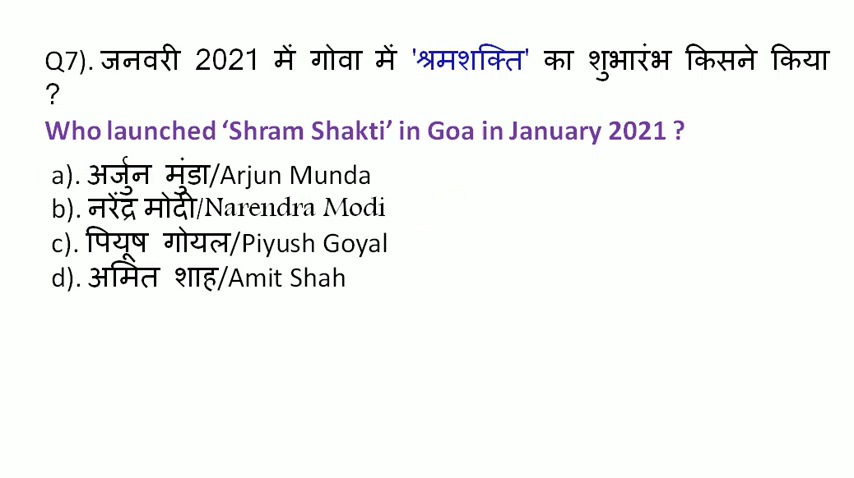 Q7). जनवरी 2021 में गोवा में 'श्रमशक्ति' का शुभारंभ किसने किया
?
Who launched ‘Shram Shakti’ in Goa in January 2021 ?
a). अर्जुन मुंडा/Arjun Munda
b). नरेंद्र मोदी/Narendra Modi
c). पियूष गोयल/Piyush Goyal
d). अमित शाह/Amit Shah